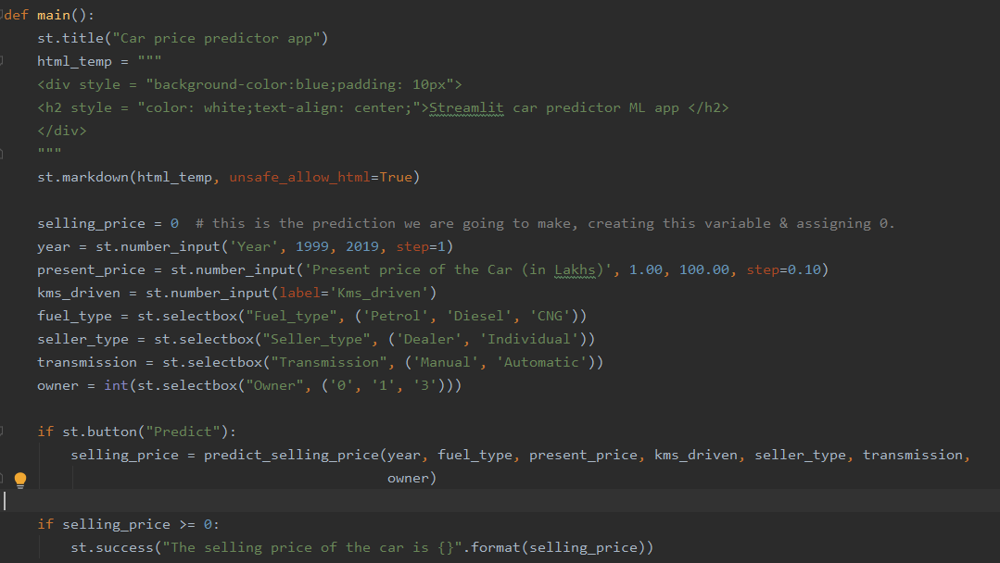 def main():
    st.title("Car price predictor app")
    html_temp = """
    <div style = "background-color:blue;padding: 10px">
    <h2 style = "color: white;text-align: center;">Streamlit car predictor ML app </h2>
    </div>
    """
    st.markdown(html_temp, unsafe_allow_html=True)

    selling_price = 0  # this is the prediction we are going to make, creating this variable & assigning 0.
    year = st.number_input('Year', 1999, 2019, step=1)
    present_price = st.number_input('Present price of the Car (in Lakhs)', 1.00, 100.00, step=0.10)
    kms_driven = st.number_input(label='Kms_driven')
    fuel_type = st.selectbox("Fuel_type", ('Petrol', 'Diesel', 'CNG'))
    seller_type = st.selectbox("Seller_type", ('Dealer', 'Individual'))
    transmission = st.selectbox("Transmission", ('Manual', 'Automatic'))
    owner = int(st.selectbox("Owner", ('0', '1', '3')))

    if st.button("Predict"):
        selling_price = predict_selling_price(year, fuel_type, present_price, kms_driven, seller_type, transmission,
                                              owner)

    if selling_price >= 0:
        st.success("The selling price of the car is {}".format(selling_price))